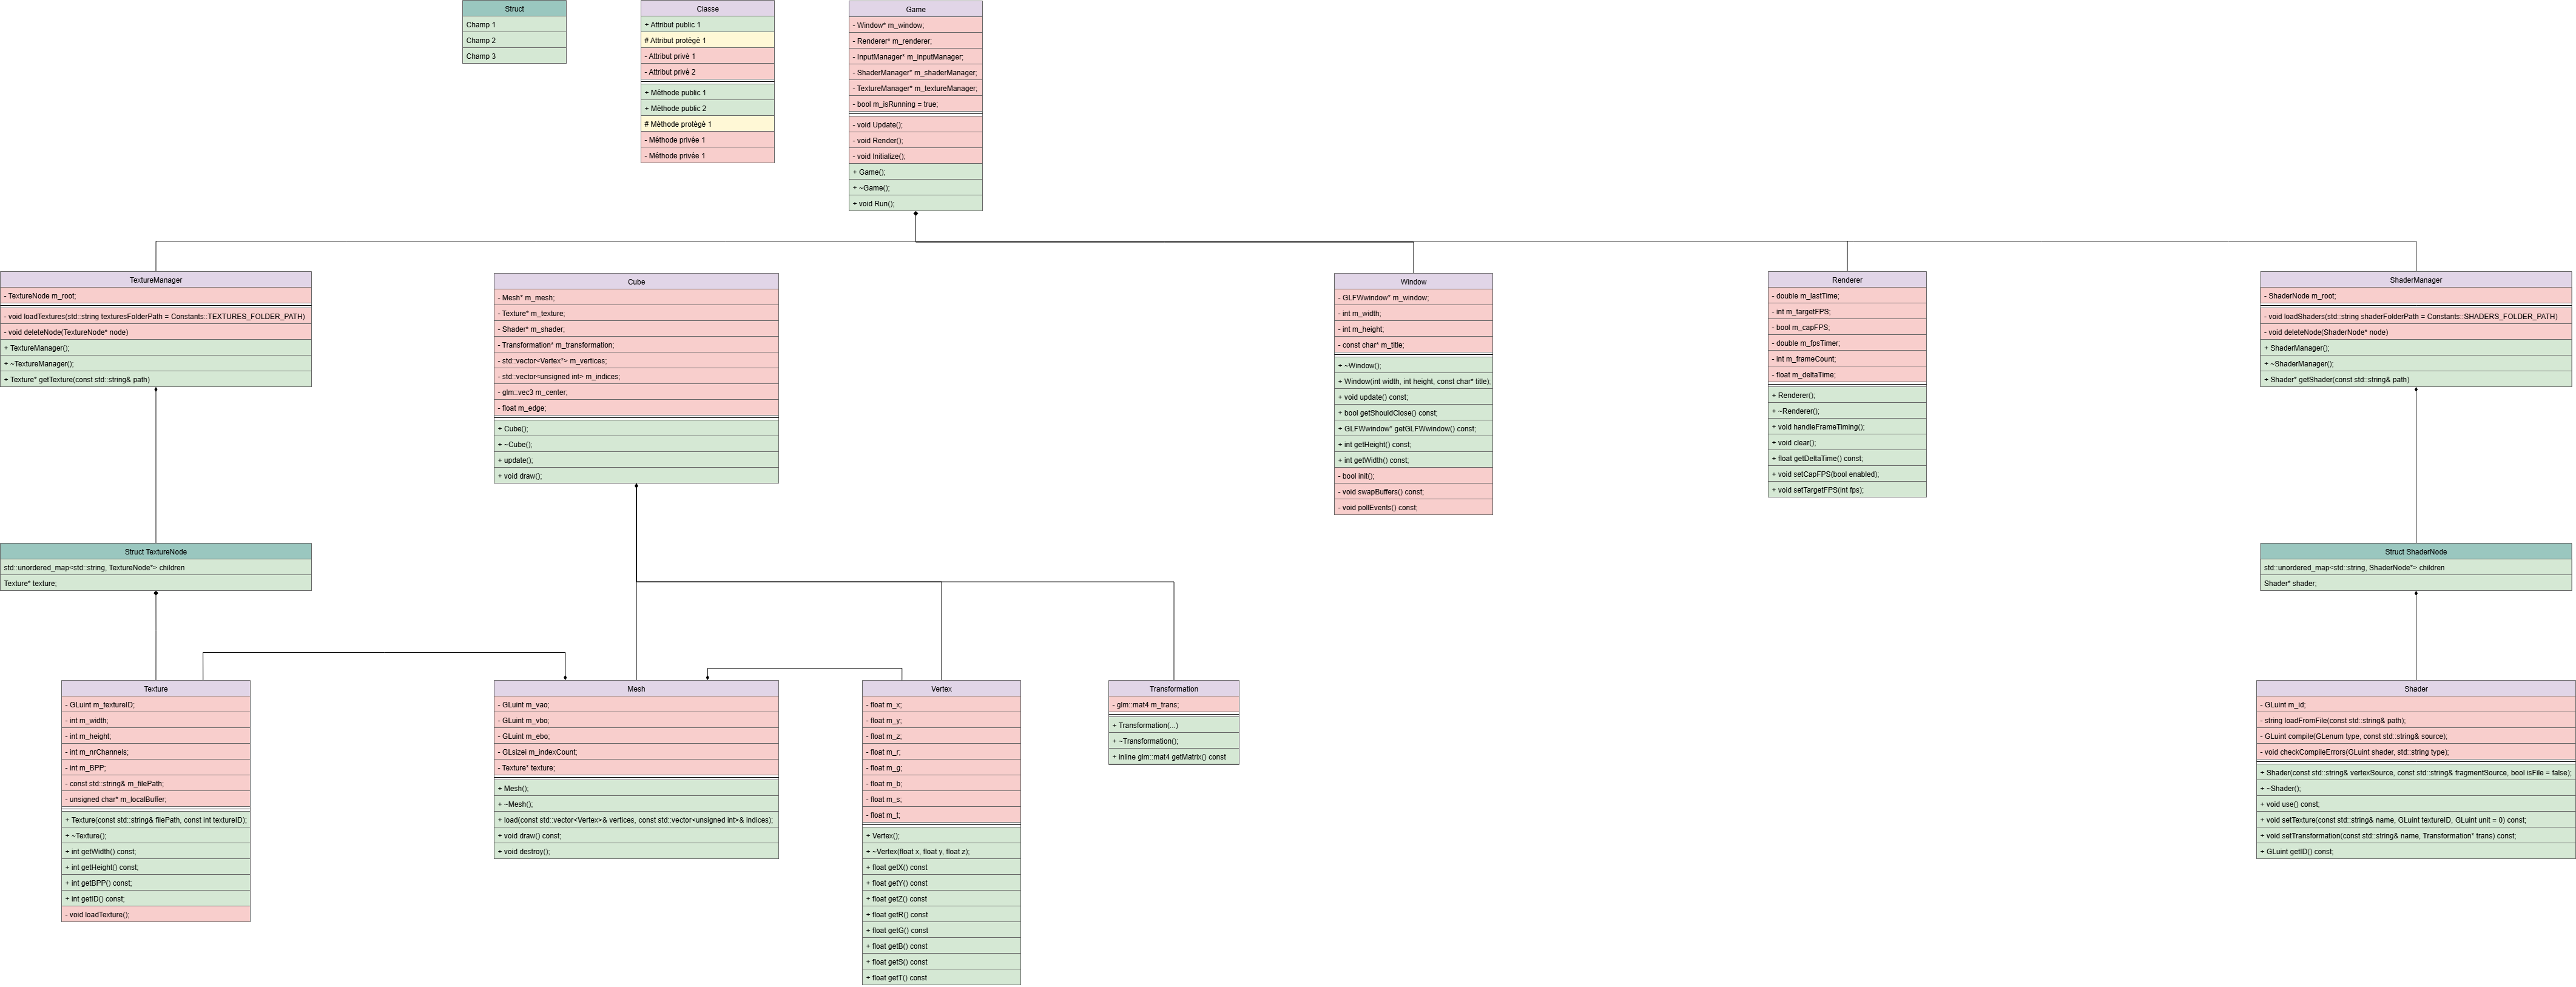 Struct
Champ 1
Champ 2
Champ 3
Classe
+ Attribut public 1
# Attribut protègè 1
- Attribut privè 1
- Attribut privè 2
+ Mèthode public 1
+ Mèthode public 2
# Mèthode protègè 1
- Mèthode privèe 1
- Mèthode privèe 1
Game
- Window* m_window;
- Renderer* m_renderer;
- InputManager* m_inputManager;
- ShaderManager* m_shaderManager;
- TextureManager* m_textureManager;
- bool m_isRunning = true;
- void Update();
- void Render();
- void Initialize();
+ Game();
+ ~Game();
+ void Run();
TextureManager
- TextureNode m_root;
- void loadTextures(std::string texturesFolderPath = Constants::TEXTURES_FOLDER_PATH)
- void deleteNode(TextureNode* node)
+ TextureManager();
+ ~TextureManager();
+ Texture* getTexture(const std::string& path)
Cube
- Mesh* m_mesh;
- Texture* m_texture;
- Shader* m_shader;
- Transformation* m_transformation;
- std::vector<Vertex*> m_vertices;
- std::vector<unsigned int> m_indices;
- glm::vec3 m_center;
- float m_edge;
+ Cube();
+ ~Cube();
+ update();
+ void draw();
Window
- GLFWwindow* m_window;
- int m_width;
- int m_height;
- const char* m_title;
+ ~Window();
+ Window(int width, int height, const char* title);
+ void update() const;
+ bool getShouldClose() const;
+ GLFWwindow* getGLFWwindow() const;
+ int getHeight() const;
+ int getWidth() const;
- bool init();
- void swapBuffers() const;
- void pollEvents() const;
Renderer
- double m_lastTime;
- int m_targetFPS;
- bool m_capFPS;
- double m_fpsTimer;
- int m_frameCount;
- float m_deltaTime;
+ Renderer();
+ ~Renderer();
+ void handleFrameTiming();
+ void clear();
+ float getDeltaTime() const;
+ void setCapFPS(bool enabled);
+ void setTargetFPS(int fps);
ShaderManager
- ShaderNode m_root;
- void loadShaders(std::string shaderFolderPath = Constants::SHADERS_FOLDER_PATH)
- void deleteNode(ShaderNode* node)
+ ShaderManager();
+ ~ShaderManager();
+ Shader* getShader(const std::string& path)
Struct TextureNode
std::unordered_map<std::string, TextureNode*> children
Texture* texture;
Struct ShaderNode
std::unordered_map<std::string, ShaderNode*> children
Shader* shader;
Texture
- GLuint m_textureID;
- int m_width;
- int m_height;
- int m_nrChannels;
- int m_BPP;
- const std::string& m_filePath;
- unsigned char* m_localBuffer;
+ Texture(const std::string& filePath, const int textureID);
+ ~Texture();
+ int getWidth() const;
+ int getHeight() const;
+ int getBPP() const;
+ int getID() const;
- void loadTexture();
Mesh
- GLuint m_vao;
- GLuint m_vbo;
- GLuint m_ebo;
- GLsizei m_indexCount;
- Texture* texture;
+ Mesh();
+ ~Mesh();
+ load(const std::vector<Vertex>& vertices, const std::vector<unsigned int>& indices);
+ void draw() const;
+ void destroy();
Vertex
- float m_x;
- float m_y;
- float m_z;
- float m_r;
- float m_g;
- float m_b;
- float m_s;
- float m_t;
+ Vertex();
+ ~Vertex(float x, float y, float z);
+ float getX() const
+ float getY() const
+ float getZ() const
+ float getR() const
+ float getG() const
+ float getB() const
+ float getS() const
+ float getT() const
Transformation
- glm::mat4 m_trans;
+ Transformation(...)
+ ~Transformation();
+ inline glm::mat4 getMatrix() const
Shader
- GLuint m_id;
- string loadFromFile(const std::string& path);
- GLuint compile(GLenum type, const std::string& source);
- void checkCompileErrors(GLuint shader, std::string type);
+ Shader(const std::string& vertexSource, const std::string& fragmentSource, bool isFile = false);
+ ~Shader();
+ void use() const;
+ void setTexture(const std::string& name, GLuint textureID, GLuint unit = 0) const;
+ void setTransformation(const std::string& name, Transformation* trans) const;
+ GLuint getID() const;